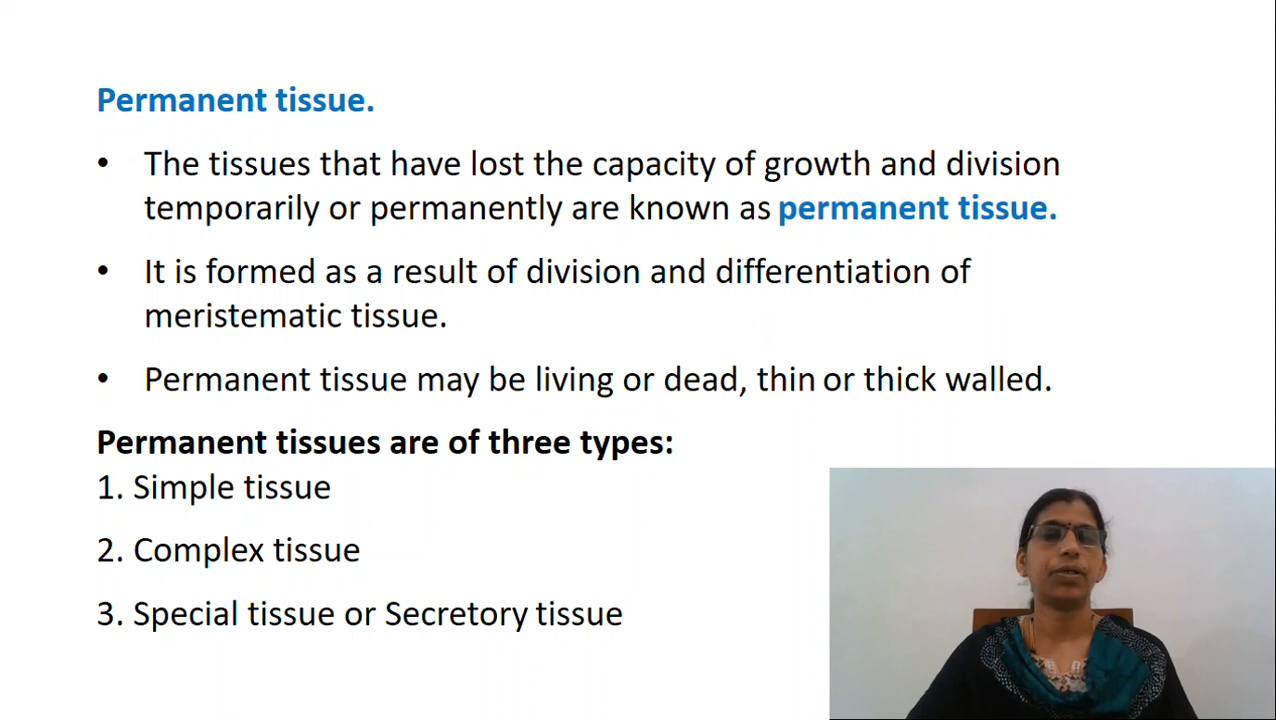 Permanent tissue.
• The tissues that have lost the capacity of growth and division
temporarily or permanently are known as permanent tissue.
• It is formed as a result of division and differentiation of
meristematic tissue.
• Permanent tissue may be living or dead, thin or thick walled.
Permanent tissues are of three types:
1. Simple tissue
2. Complex tissue
3. Special tissue or Secretory tissue